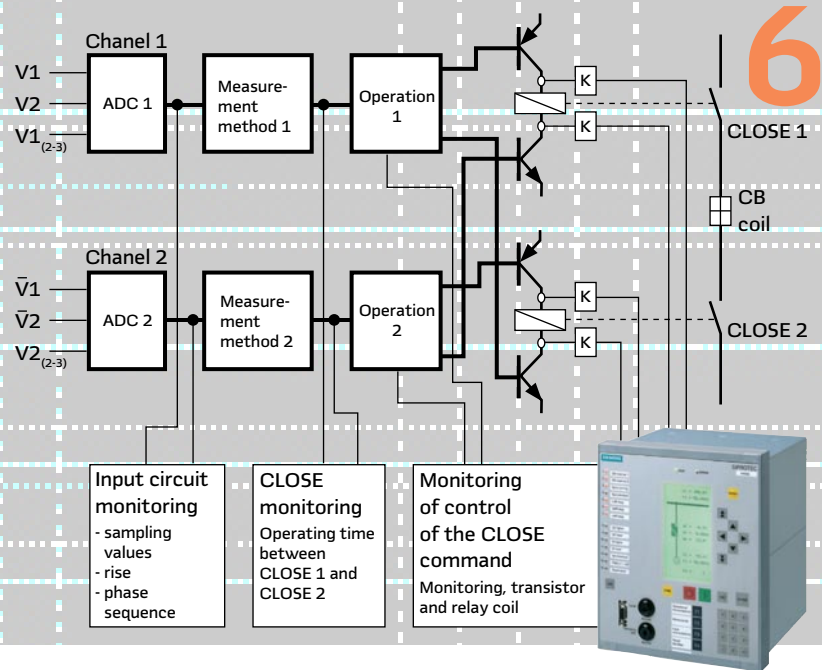 6
Chanel 1
V1
V2
V1(2-3)
ADC 1
Measure-
ment
method 1
Operation
1
K
K
CLOSE 1
CB
coil
Chanel 2
V̄1
V̄2
V2(2-3)
ADC 2
Measure-
ment
method 2
Operation
2
K
K
CLOSE 2
Input circuit
monitoring
- sampling
values
- rise
- phase
sequence
CLOSE
monitoring
Operating time
between
CLOSE 1 and
CLOSE 2
Monitoring
of control
of the CLOSE
command
Monitoring, transistor
and relay coil
SIEMENS
SIPROTEC